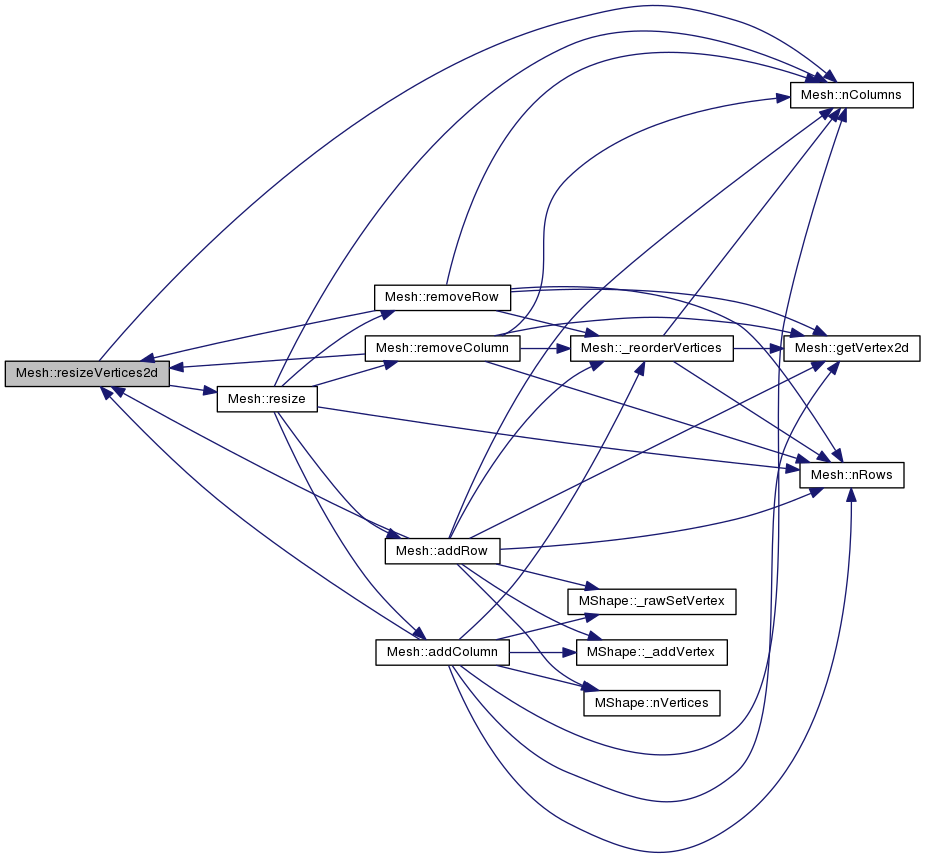 Mesh::nColumns
Mesh::removeRow
Mesh::removeColumn
Mesh::_reorderVertices
Mesh::getVertex2d
Mesh::resizeVertices2d
Mesh::resize
Mesh::nRows
Mesh::addRow
MShape::_rawSetVertex
Mesh::addColumn
MShape::_addVertex
MShape::nVertices